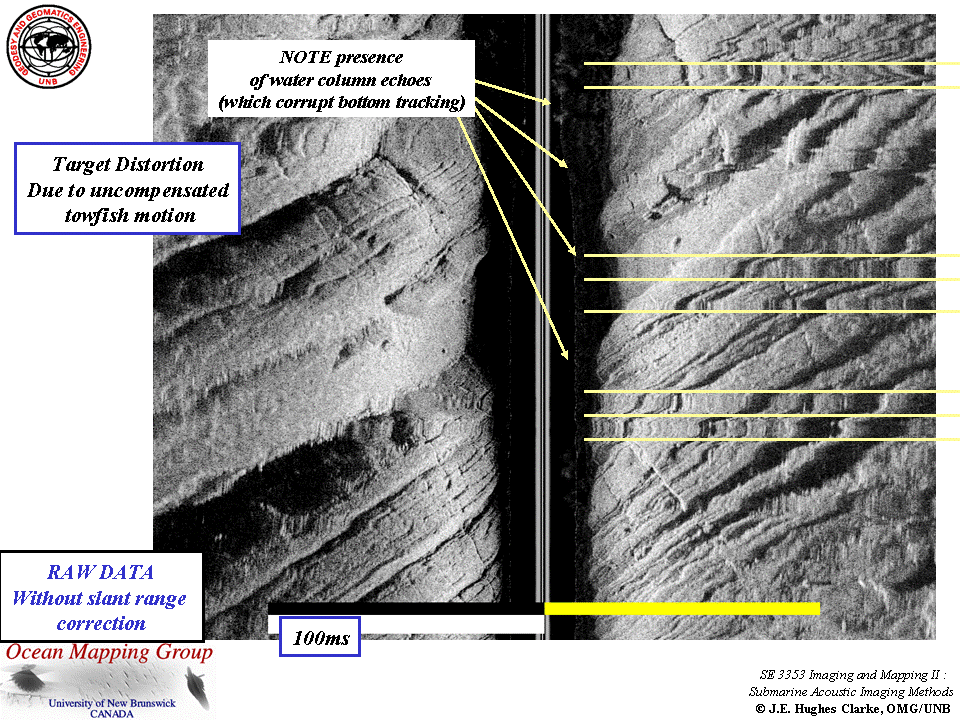 GEODESY AND GEOMATICS ENGINEERING
UNB
NOTE presence
of water column echoes
(which corrupt bottom tracking)
Target Distortion
Due to uncompensated
towfish motion
RAW DATA
Without slant range
correction
100ms
Ocean Mapping Group
University of New Brunswick
CANADA
SE 3353 Imaging and Mapping II :
Submarine Acoustic Imaging Methods
© J.E. Hughes Clarke, OMG/UNB